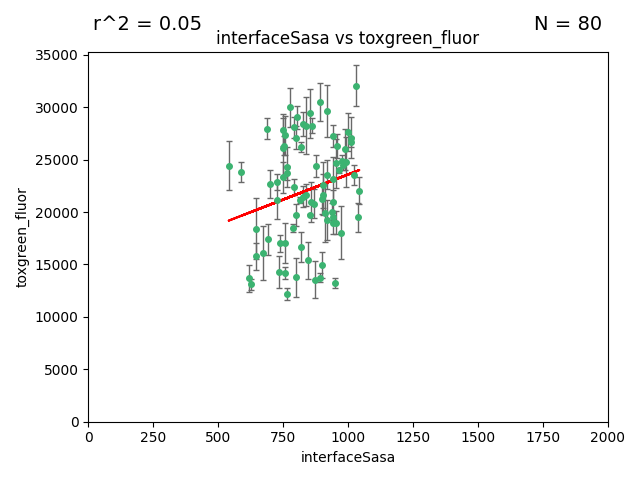 r^2 = 0.05
N = 80
interfaceSasa vs toxgreen_fluor
35000
30000
25000
20000
15000
10000
5000
0
toxgreen_fluor
0 250 500 750 1000 1250 1500 1750 2000
interfaceSasa